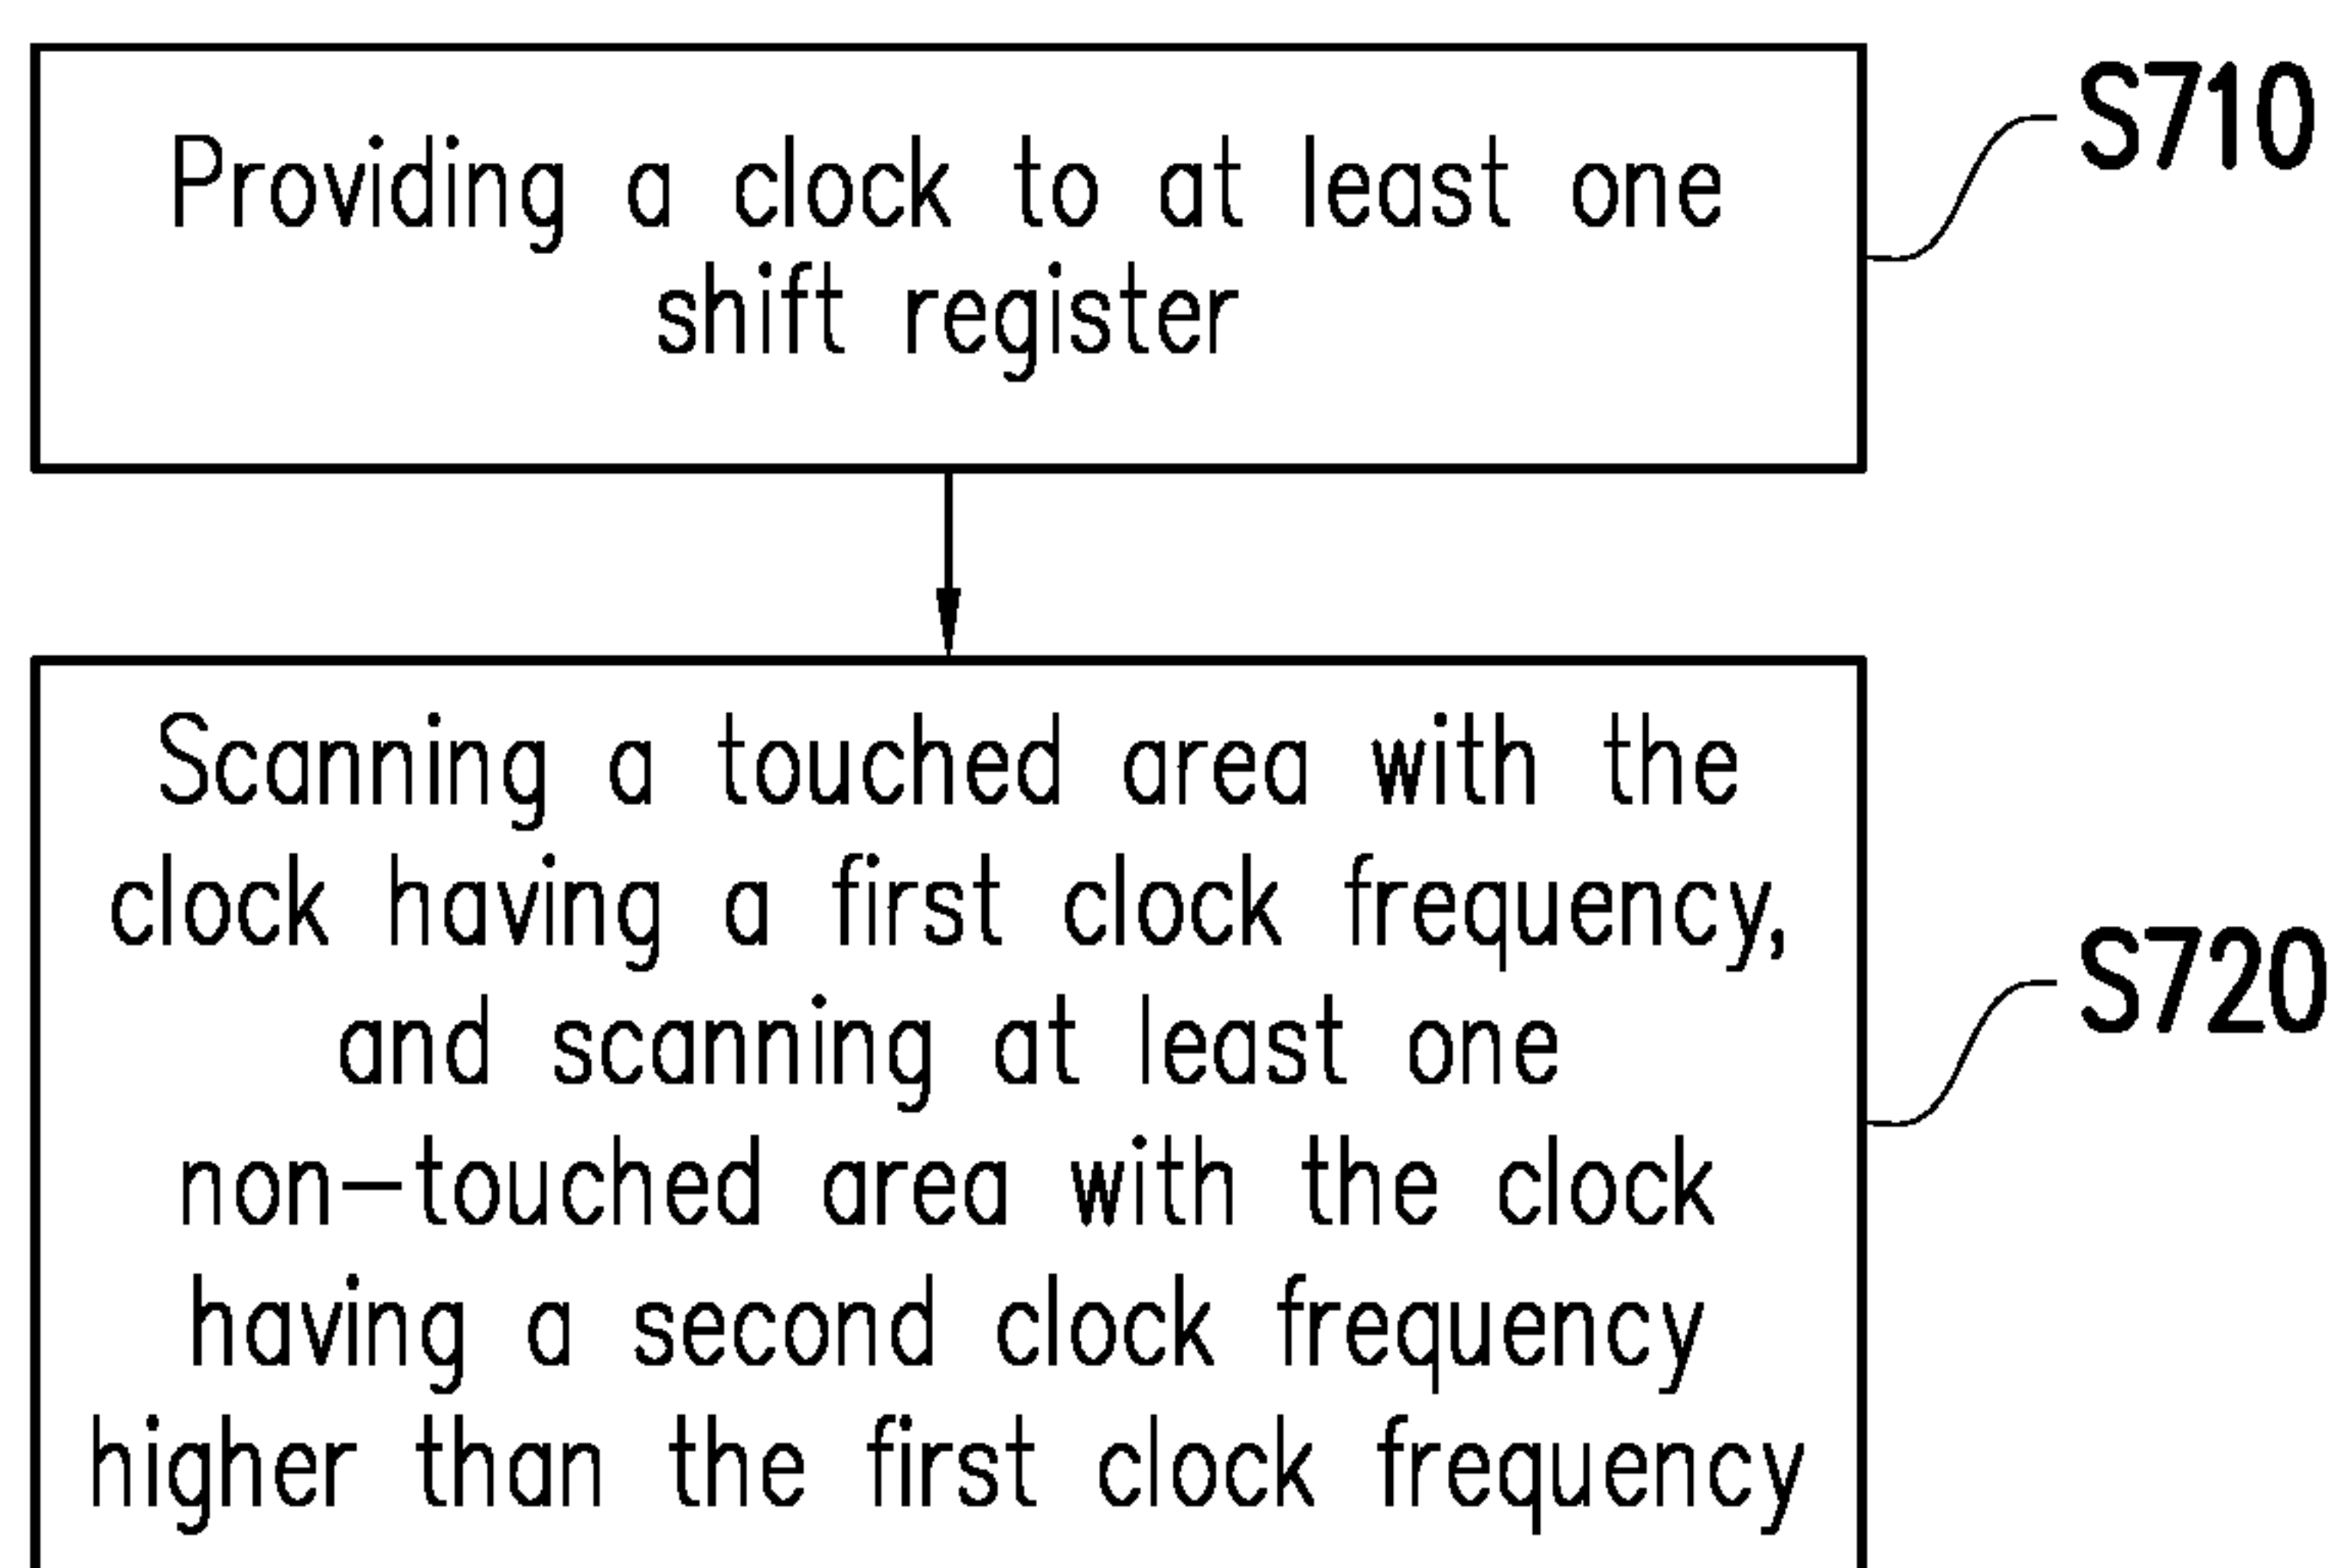 Providing a clock to at least one
shift register
S710
Scanning a touched area with the
clock having a first clock frequency,
and scanning at least one
non-touched area with the clock
having a second clock frequency
higher than the first clock frequency
S720